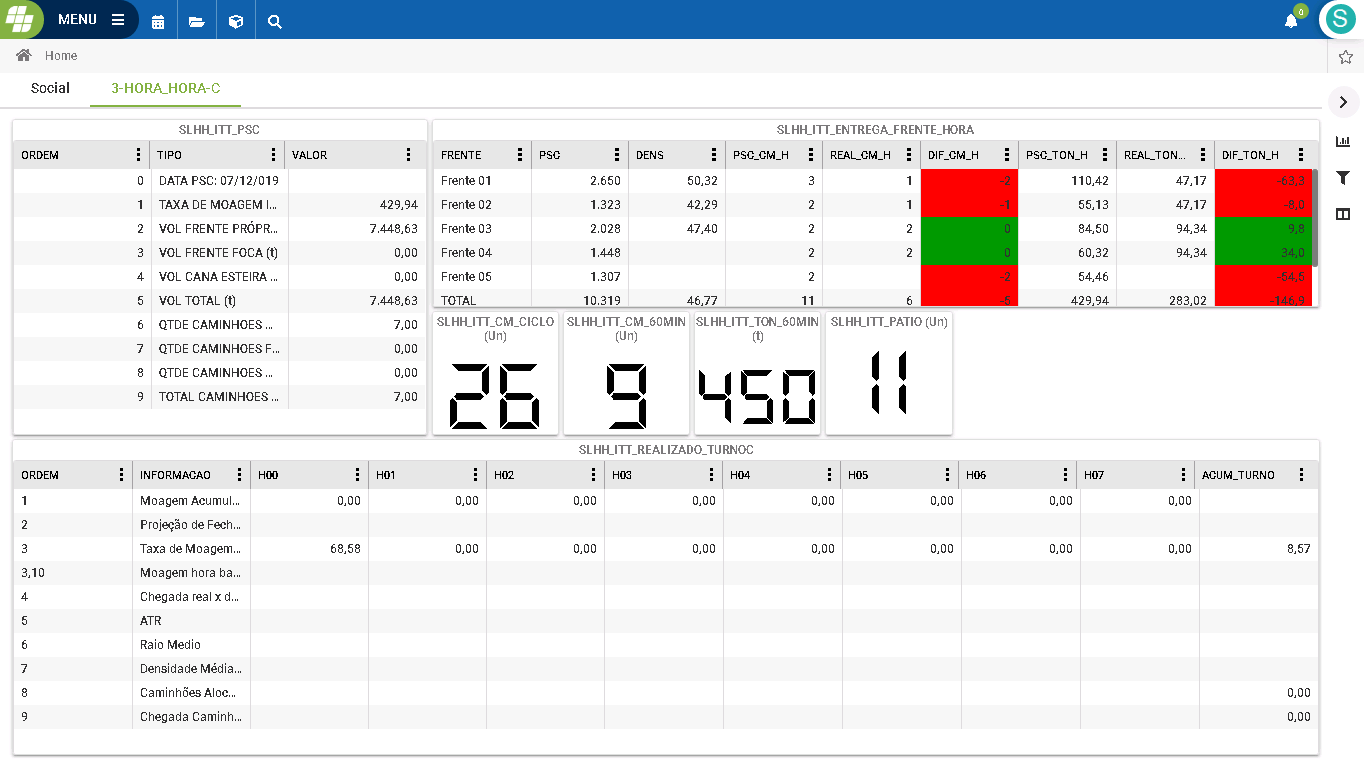 MENU
0
S
Home
Social 3-HORA_HORA-C
SLHH_ITT_PSC
ORDEM TIPO VALOR
0 DATA PSC: 07/12/019
1 TAXA DE MOAGEM I... 429,94
2 VOL FRENTE PRÓPR... 7.448,63
3 VOL FRENTE FOCA (t) 0,00
4 VOL CANA ESTEIRA ... 0,00
5 VOL TOTAL (t) 7.448,63
6 QTDE CAMINHOES ... 7,00
7 QTDE CAMINHOES F... 0,00
8 QTDE CAMINHOES ... 0,00
9 TOTAL CAMINHOES ... 7,00
SLHH_ITT_ENTREGA_FRENTE_HORA
FRENTE PSC DENS PSC_CM_H REAL_CM_H DIF_CM_H PSC_TON_H REAL_TON... DIF_TON_H
Frente 01 2.650 50,32 3 1 -2 110,42 47,17 -63,3
Frente 02 1.323 42,29 2 1 -1 55,13 47,17 -8,0
Frente 03 2.028 47,40 2 2 0 84,50 94,34 9,8
Frente 04 1.448 2 2 0 60,32 94,34 34,0
Frente 05 1.307 2 -2 54,46 -54,5
TOTAL 10.319 46,77 11 6 -5 429,94 283,02 -146,9
SLHH_ITT_CM_CICLO
(Un)
26
SLHH_ITT_CM_60MIN
(Un)
9
SLHH_ITT_TON_60MIN
(t)
450
SLHH_ITT_PATIO (Un)
11
SLHH_ITT_REALIZADO_TURNOC
ORDEM INFORMACAO H00 H01 H02 H03 H04 H05 H06 H07 ACUM_TURNO
1 Moagem Acumul... 0,00 0,00 0,00 0,00 0,00 0,00 0,00 0,00
2 Projeção de Fech...
3 Taxa de Moagem... 68,58 0,00 0,00 0,00 0,00 0,00 0,00 0,00 8,57
3,10 Moagem hora ba...
4 Chegada real x d...
5 ATR
6 Raio Medio
7 Densidade Média...
8 Caminhões Aloc... 0,00
9 Chegada Caminh... 0,00